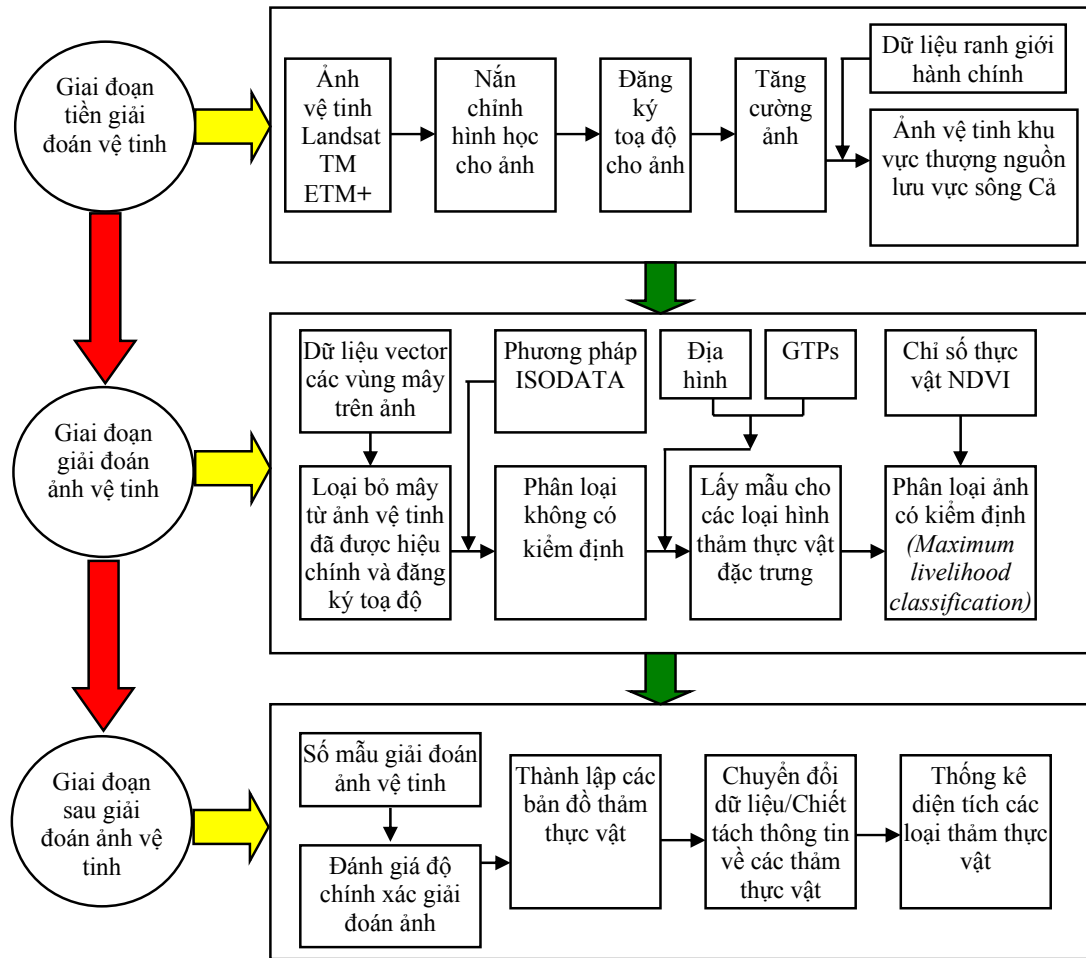 Giai đoạn
tiền giải
đoán vệ tinh
Ảnh
vệ tinh
Landsat
TM
ETM+
Nắn
chỉnh
hình học
cho ảnh
Đăng
ký
toạ độ
cho ảnh
Tăng
cường
ảnh
Dữ liệu ranh giới
hành chính
Ảnh vệ tinh khu
vực thượng nguồn
lưu vực sông Cả
Giai đoạn
giải đoán
ảnh vệ tinh
Dữ liệu vector
các vùng mây
trên ảnh
Phương pháp
ISODATA
Địa
hình
GTPs
Chỉ số thực
vật NDVI
Loại bỏ mây
từ ảnh vệ tinh
đã được hiệu
chính và đăng
ký toạ độ
Phân loại
không có
kiểm định
Lấy mẫu cho
các loại hình
thảm thực vật
đặc trưng
Phân loại ảnh
có kiểm định
(Maximum
livelihood
classification)
Giai đoạn
sau giải
đoán ảnh vệ
tinh
Số mẫu giải đoán
ảnh vệ tinh
Đánh giá độ
chính xác giải
đoán ảnh
Thành lập các
bản đồ thảm
thực vật
Chuyển đổi
dữ liệu/Chiết
tách thông tin
về các thảm
thực vật
Thống kê
diện tích các
loại thảm thực
vật